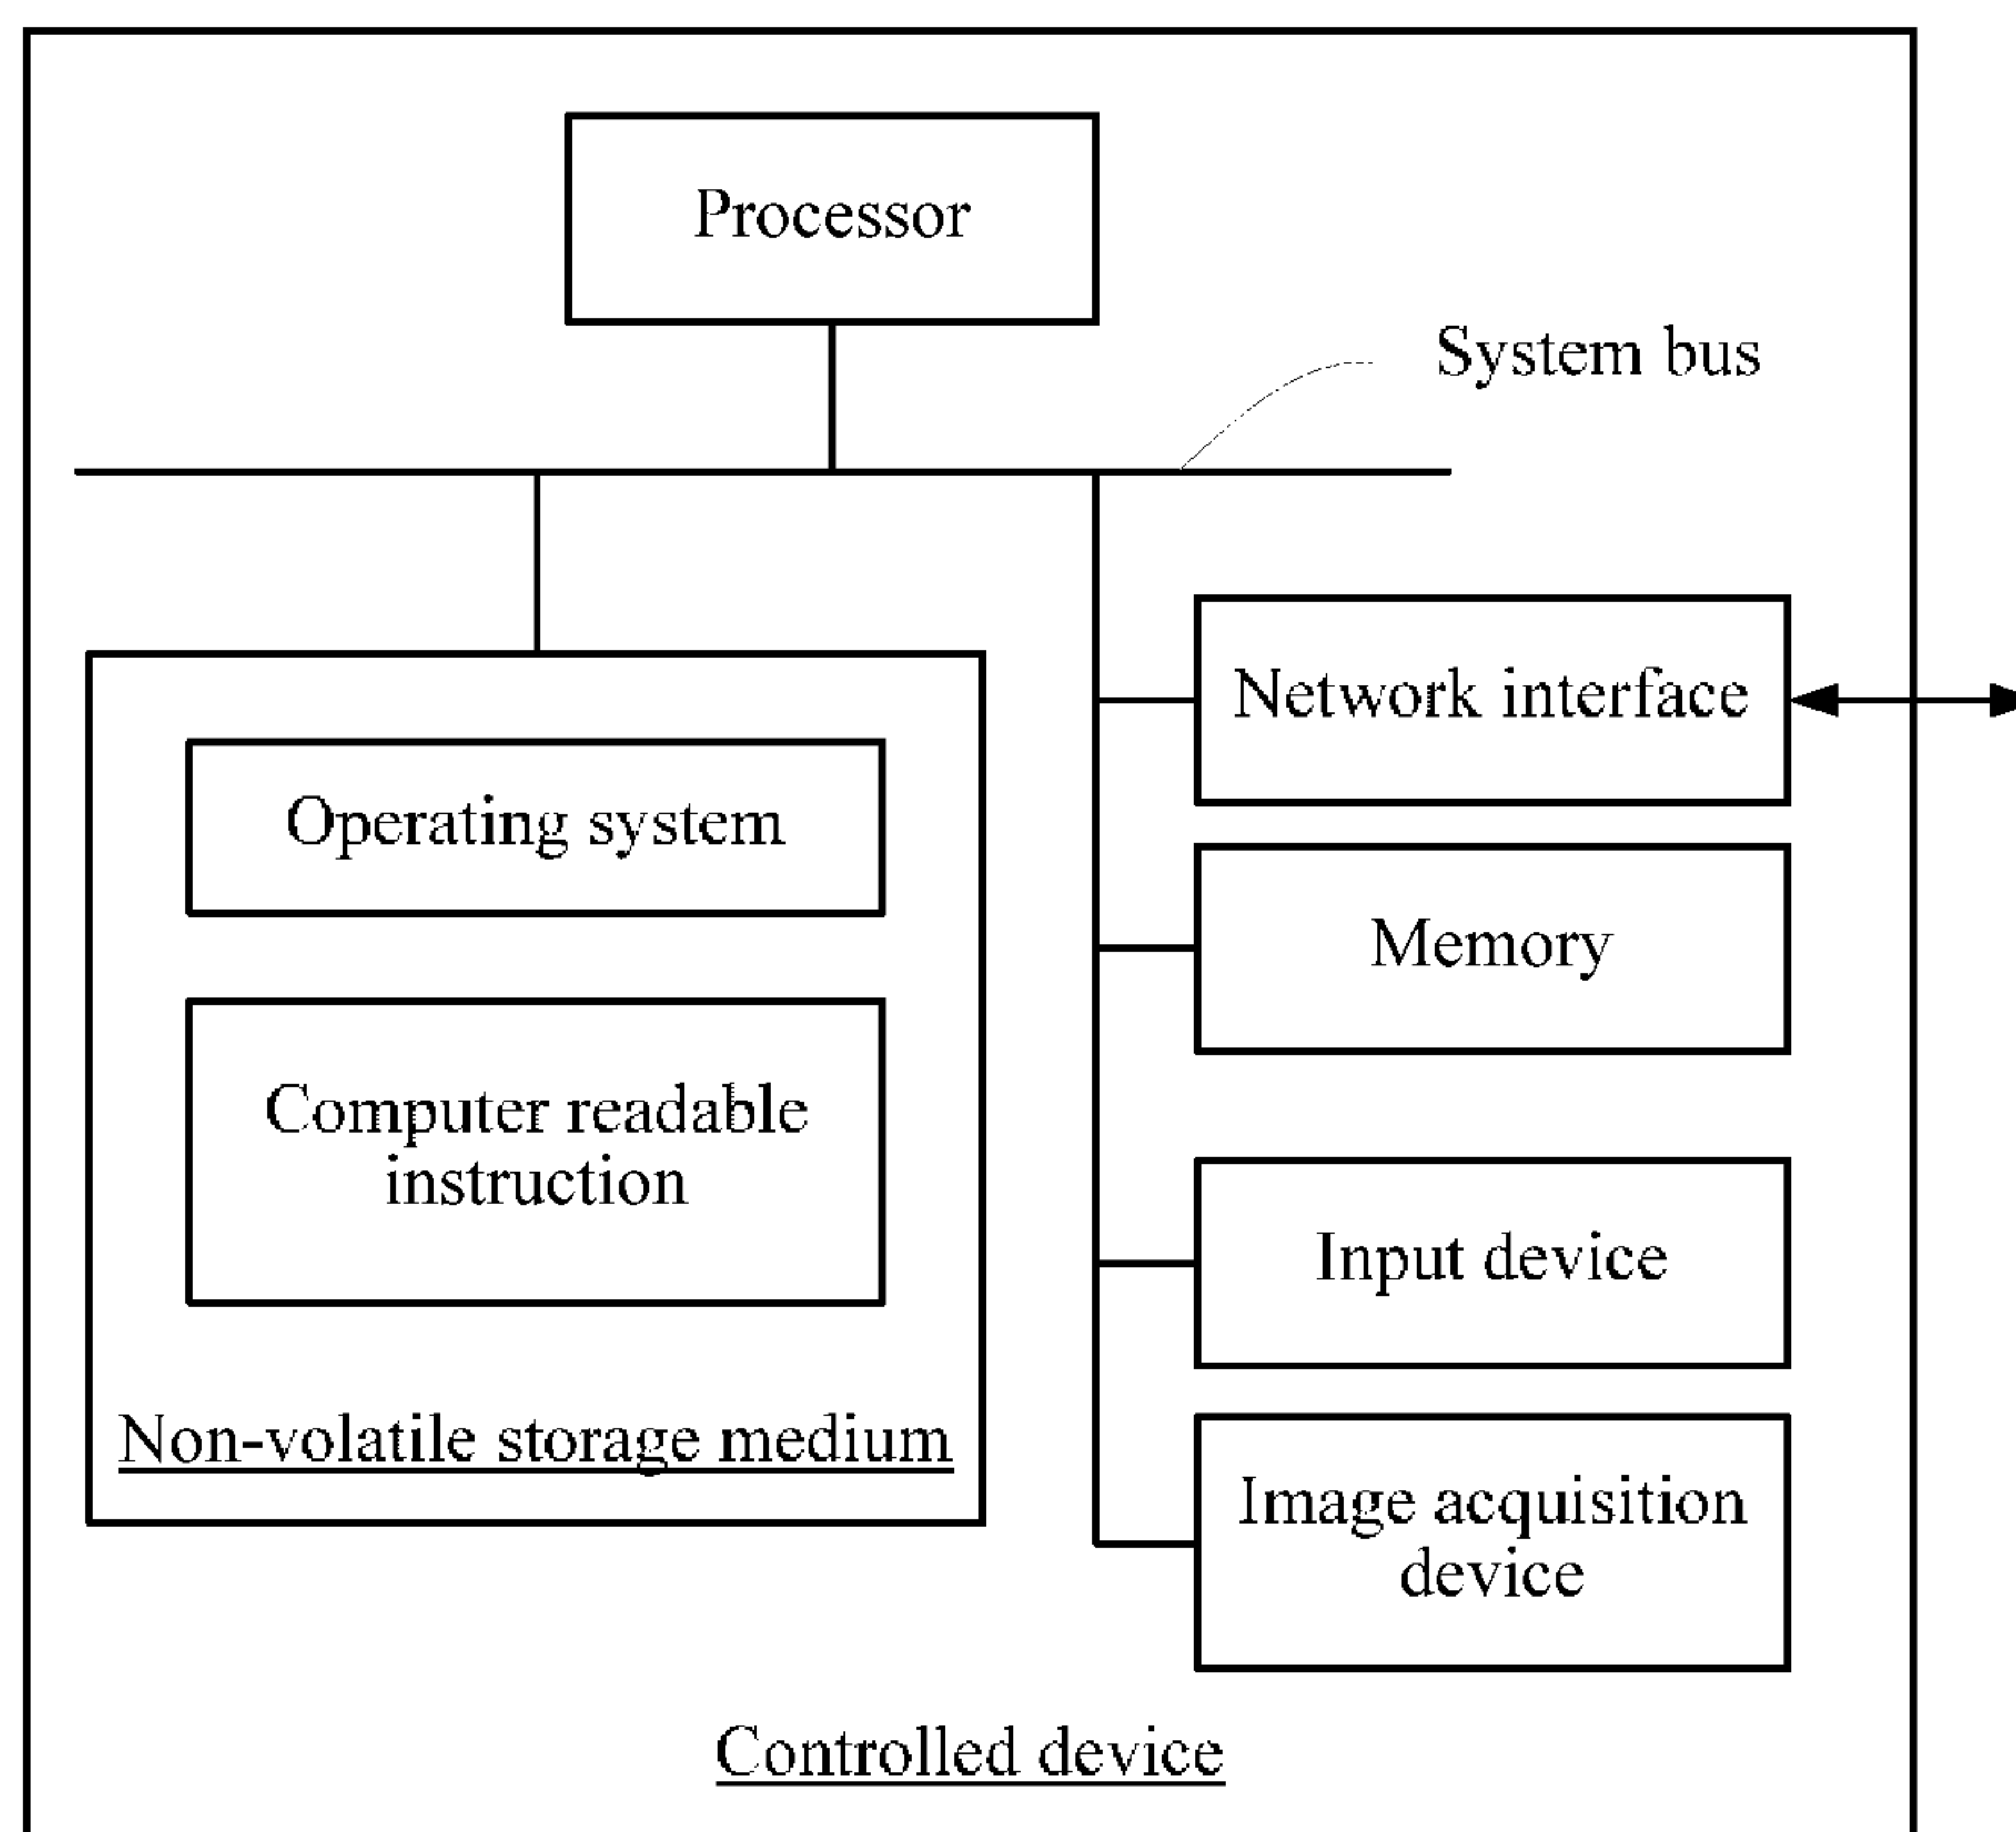 Processor
System bus
Network interface
Operating system
Memory
Computer readable
instruction
Input device
Non-volatile storage medium
Image acquisition
device
Controlled device